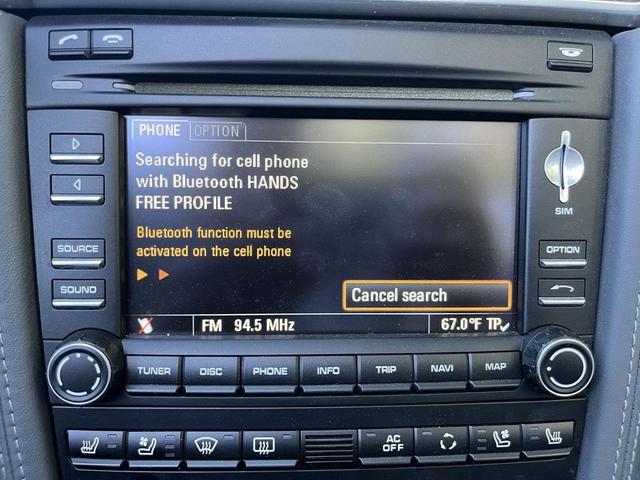 PHONE OPTION
Searching for cell phone
with Bluetooth HANDS
FREE PROFILE
Bluetooth function must be
activated on the cell phone
Cancel search
FM 94.5 MHz 67.0°F TP
SIM
SOURCE
OPTION
SOUND
TUNER DISC PHONE INFO TRIP NAVI MAP
AC
OFF